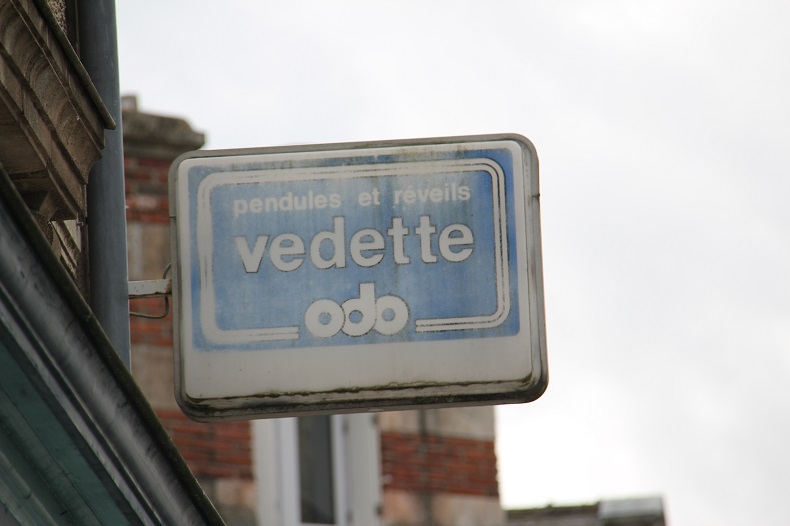 pendules et réveils
vedette
odo